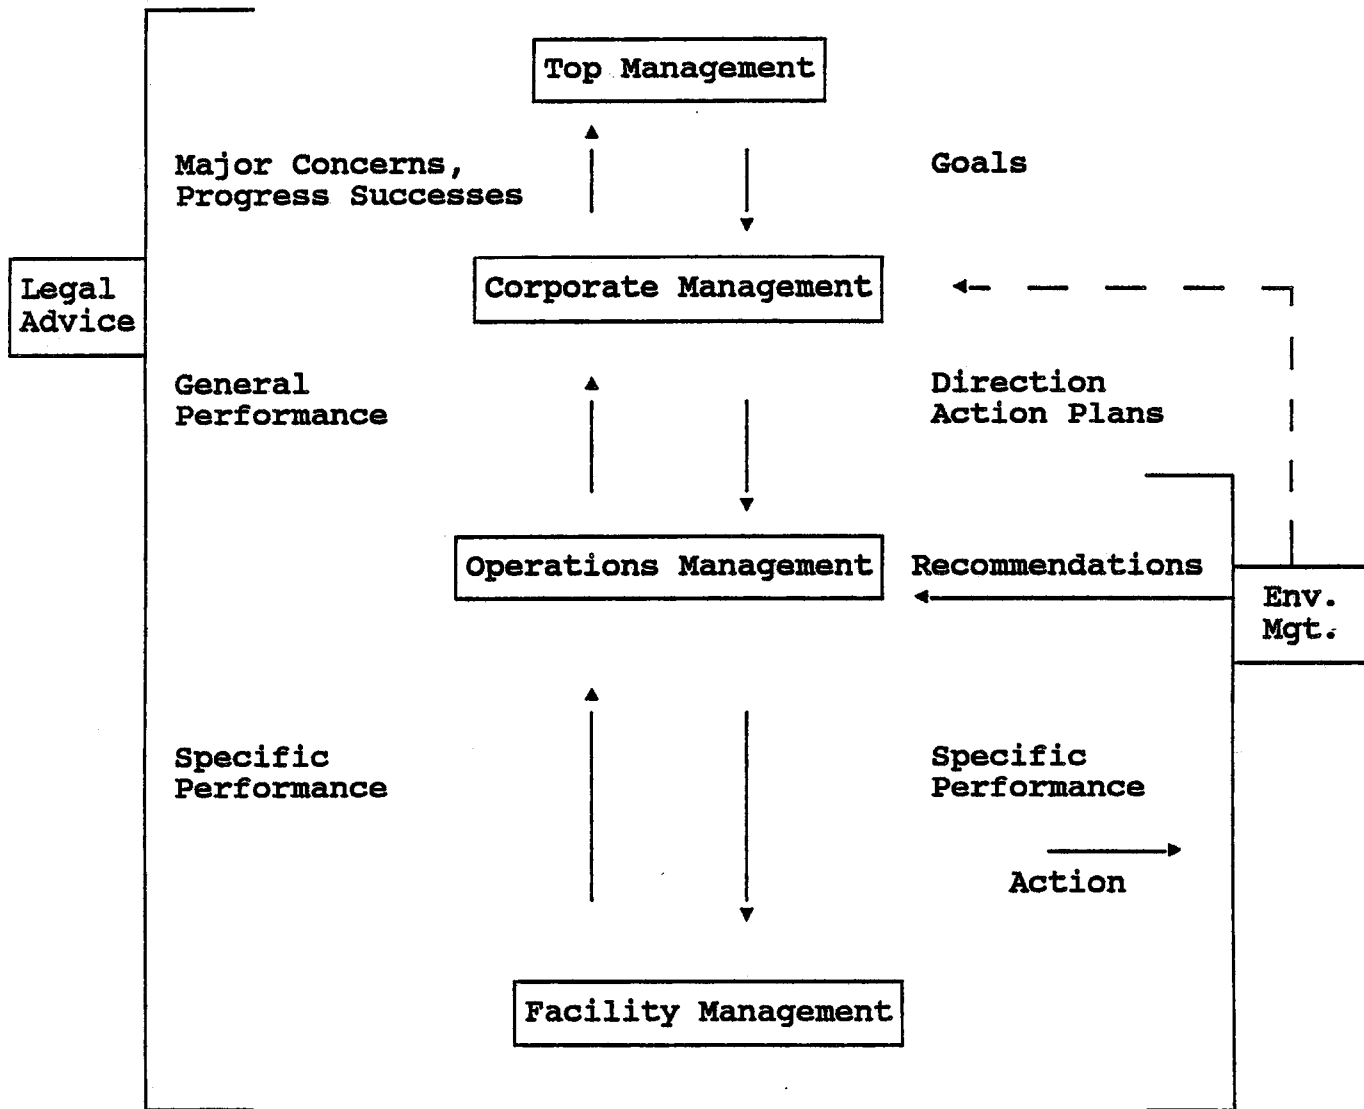 Top Management
Major Concerns,
Progress Successes
Goals
Corporate Management
Legal
Advice
General
Performance
Direction
Action Plans
Operations Management
Recommendations
Env.
Mgt.
Specific
Performance
Specific
Performance
Action
Facility Management